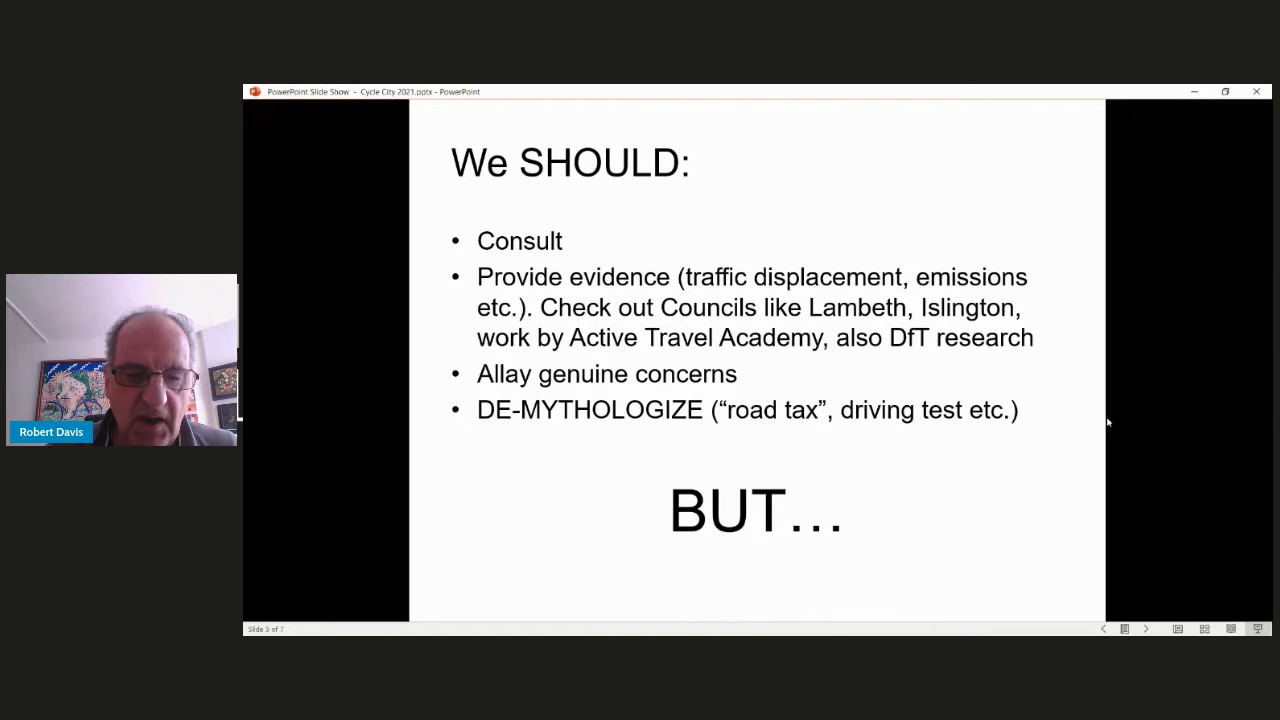 PowerPoint Slide Show - Cycle City 2021.pptx - PowerPoint
We SHOULD:
• Consult
• Provide evidence (traffic displacement, emissions
etc.). Check out Councils like Lambeth, Islington,
work by Active Travel Academy, also DfT research
• Allay genuine concerns
• DE-MYTHOLOGIZE (“road tax”, driving test etc.)
BUT…
Robert Davis
Slide 3 of 7